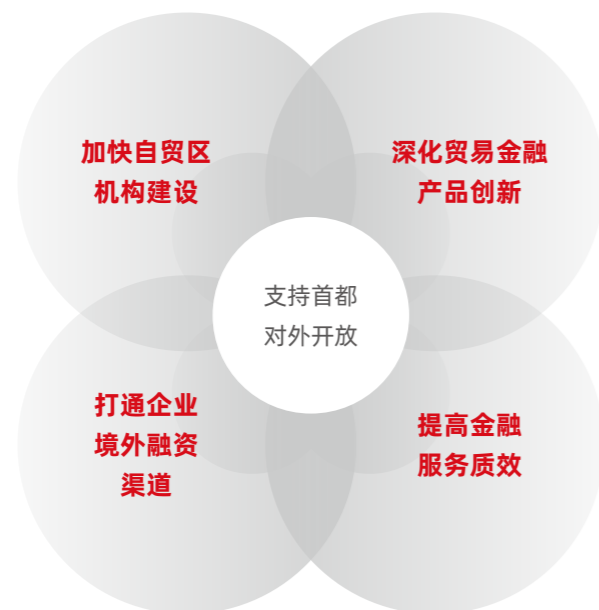 加快自贸区
机构建设
深化贸易金融
产品创新
支持首都
对外开放
打通企业
境外融资
渠道
提高金融
服务质效